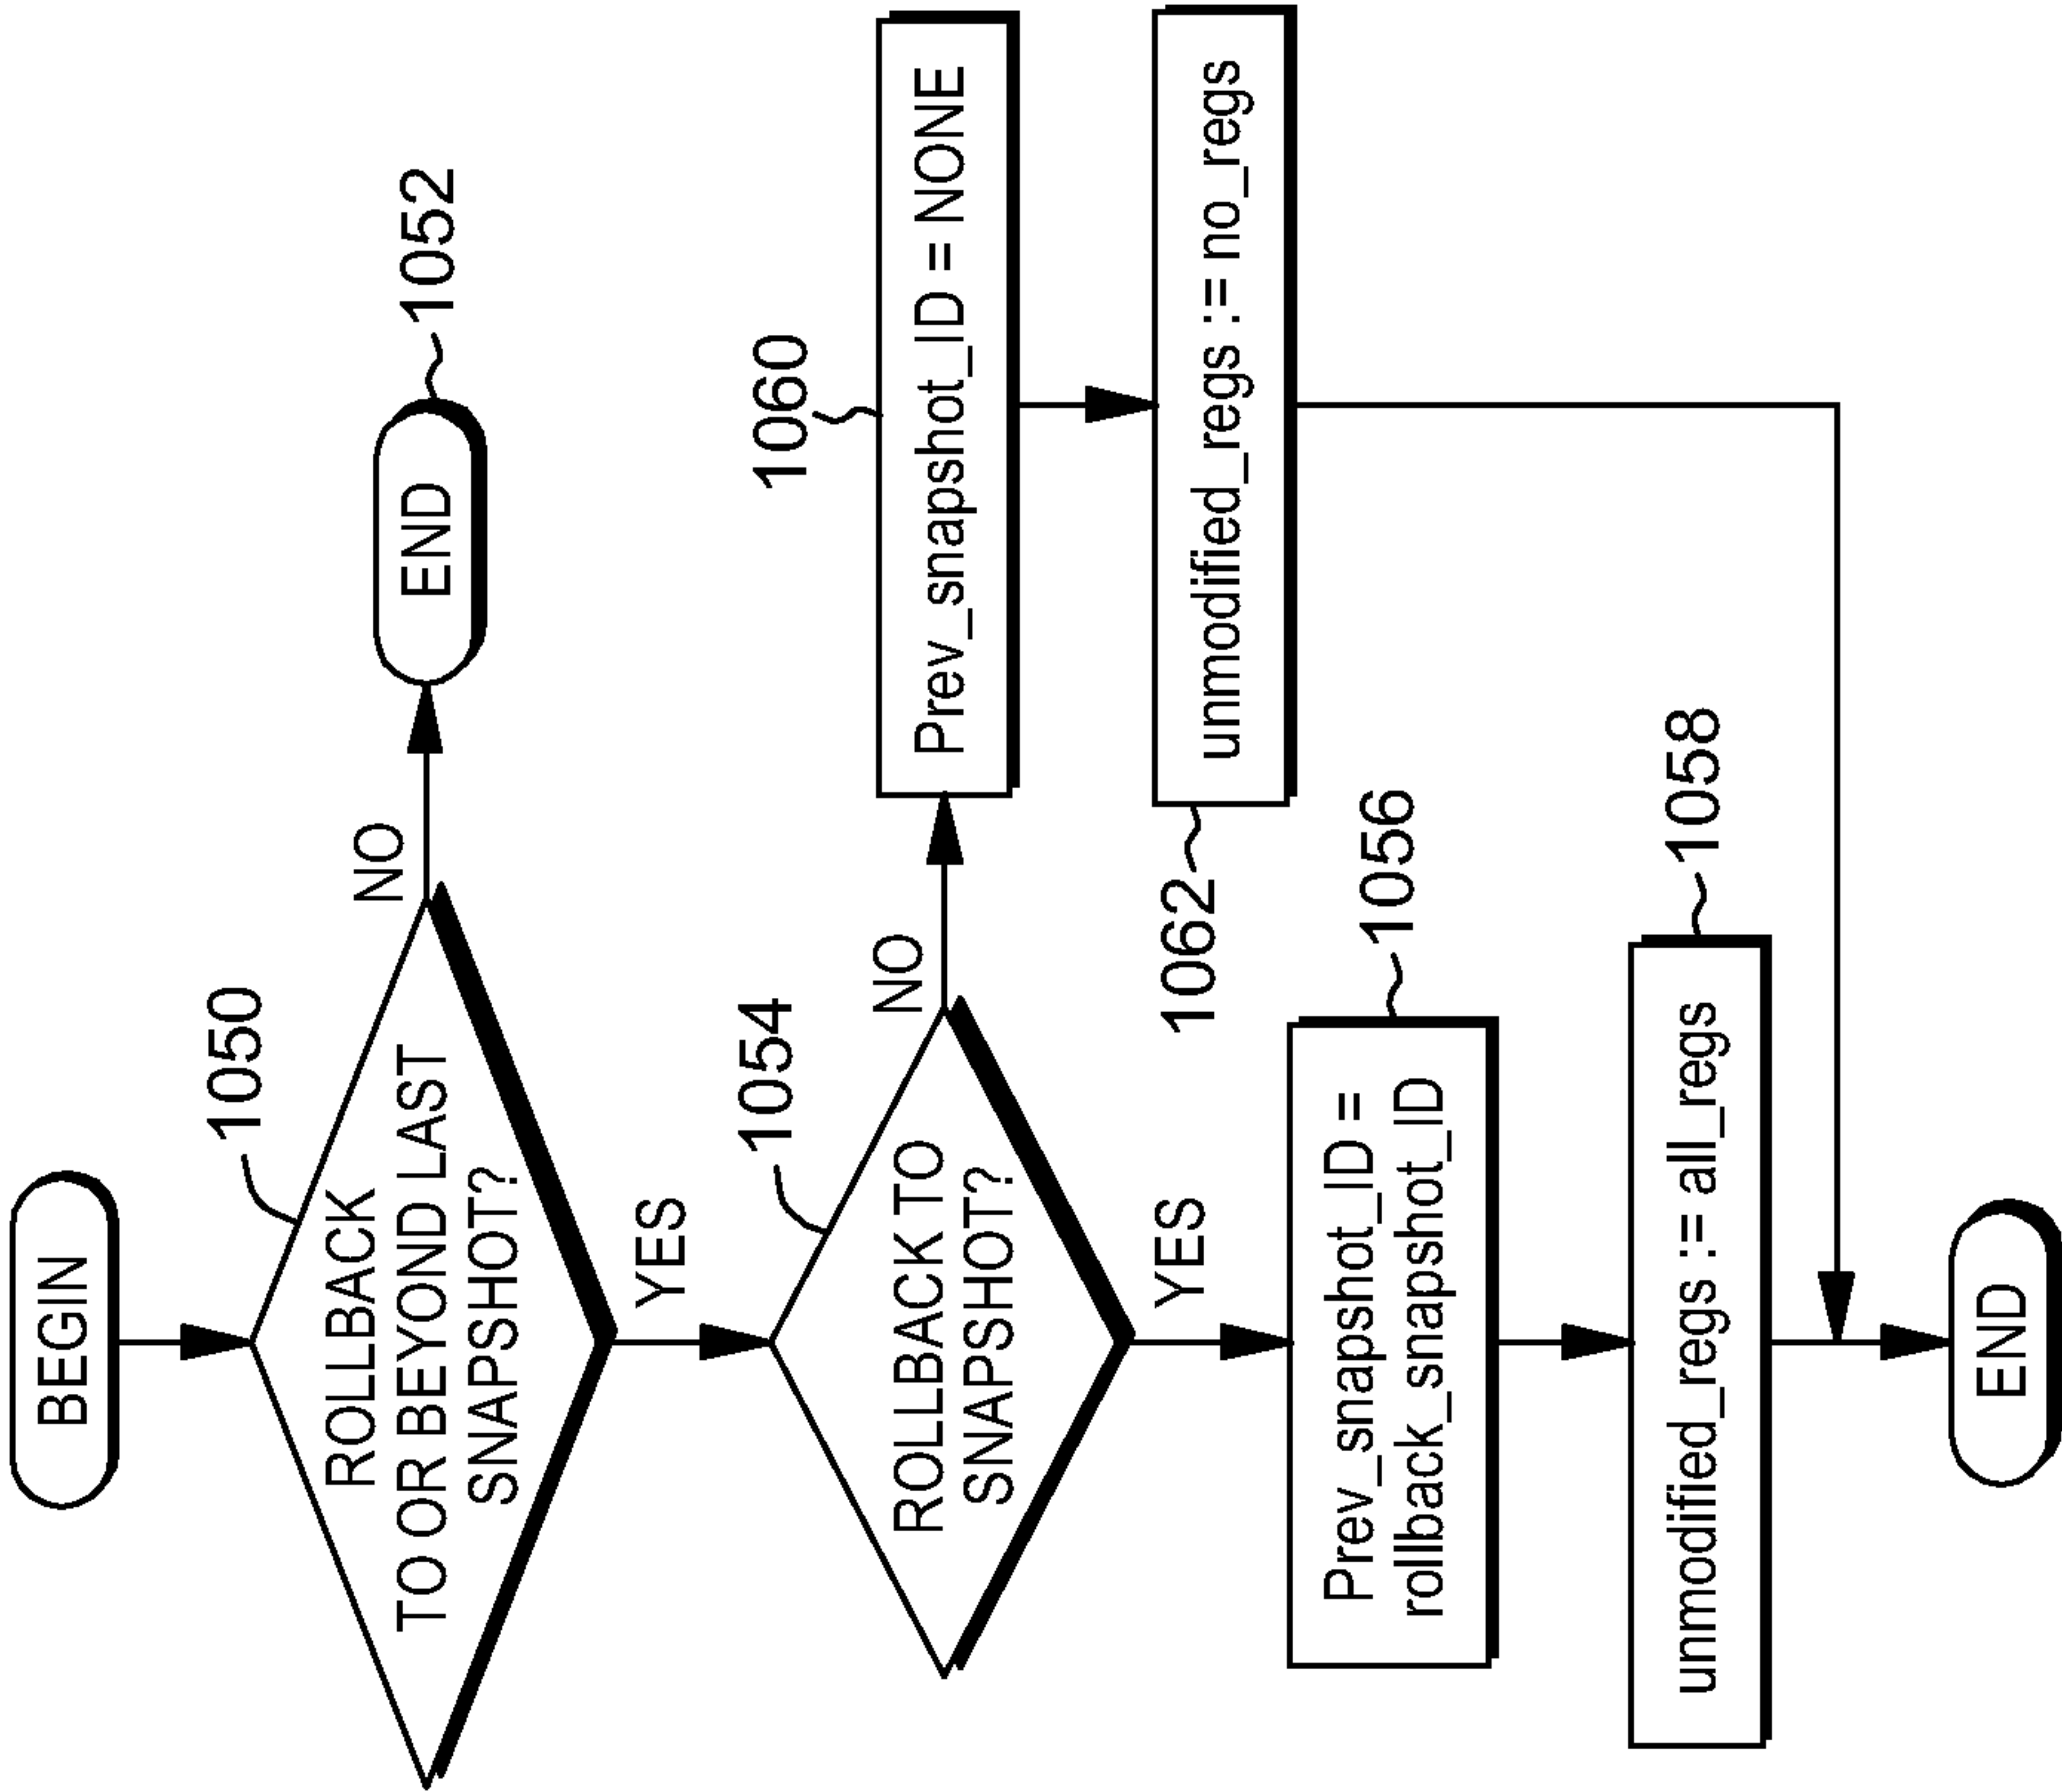 BEGIN
1050
ROLLBACK
TO OR BEYOND LAST
SNAPSHOT?
NO
END
1052
YES
1054
ROLLBACK TO
SNAPSHOT?
NO
1060
Prev_snapshot_ID = NONE
1062
unmodified_regs := no_regs
YES
1056
Prev_snapshot_ID =
rollback_snapshot_ID
1058
unmodified_regs := all_regs
END